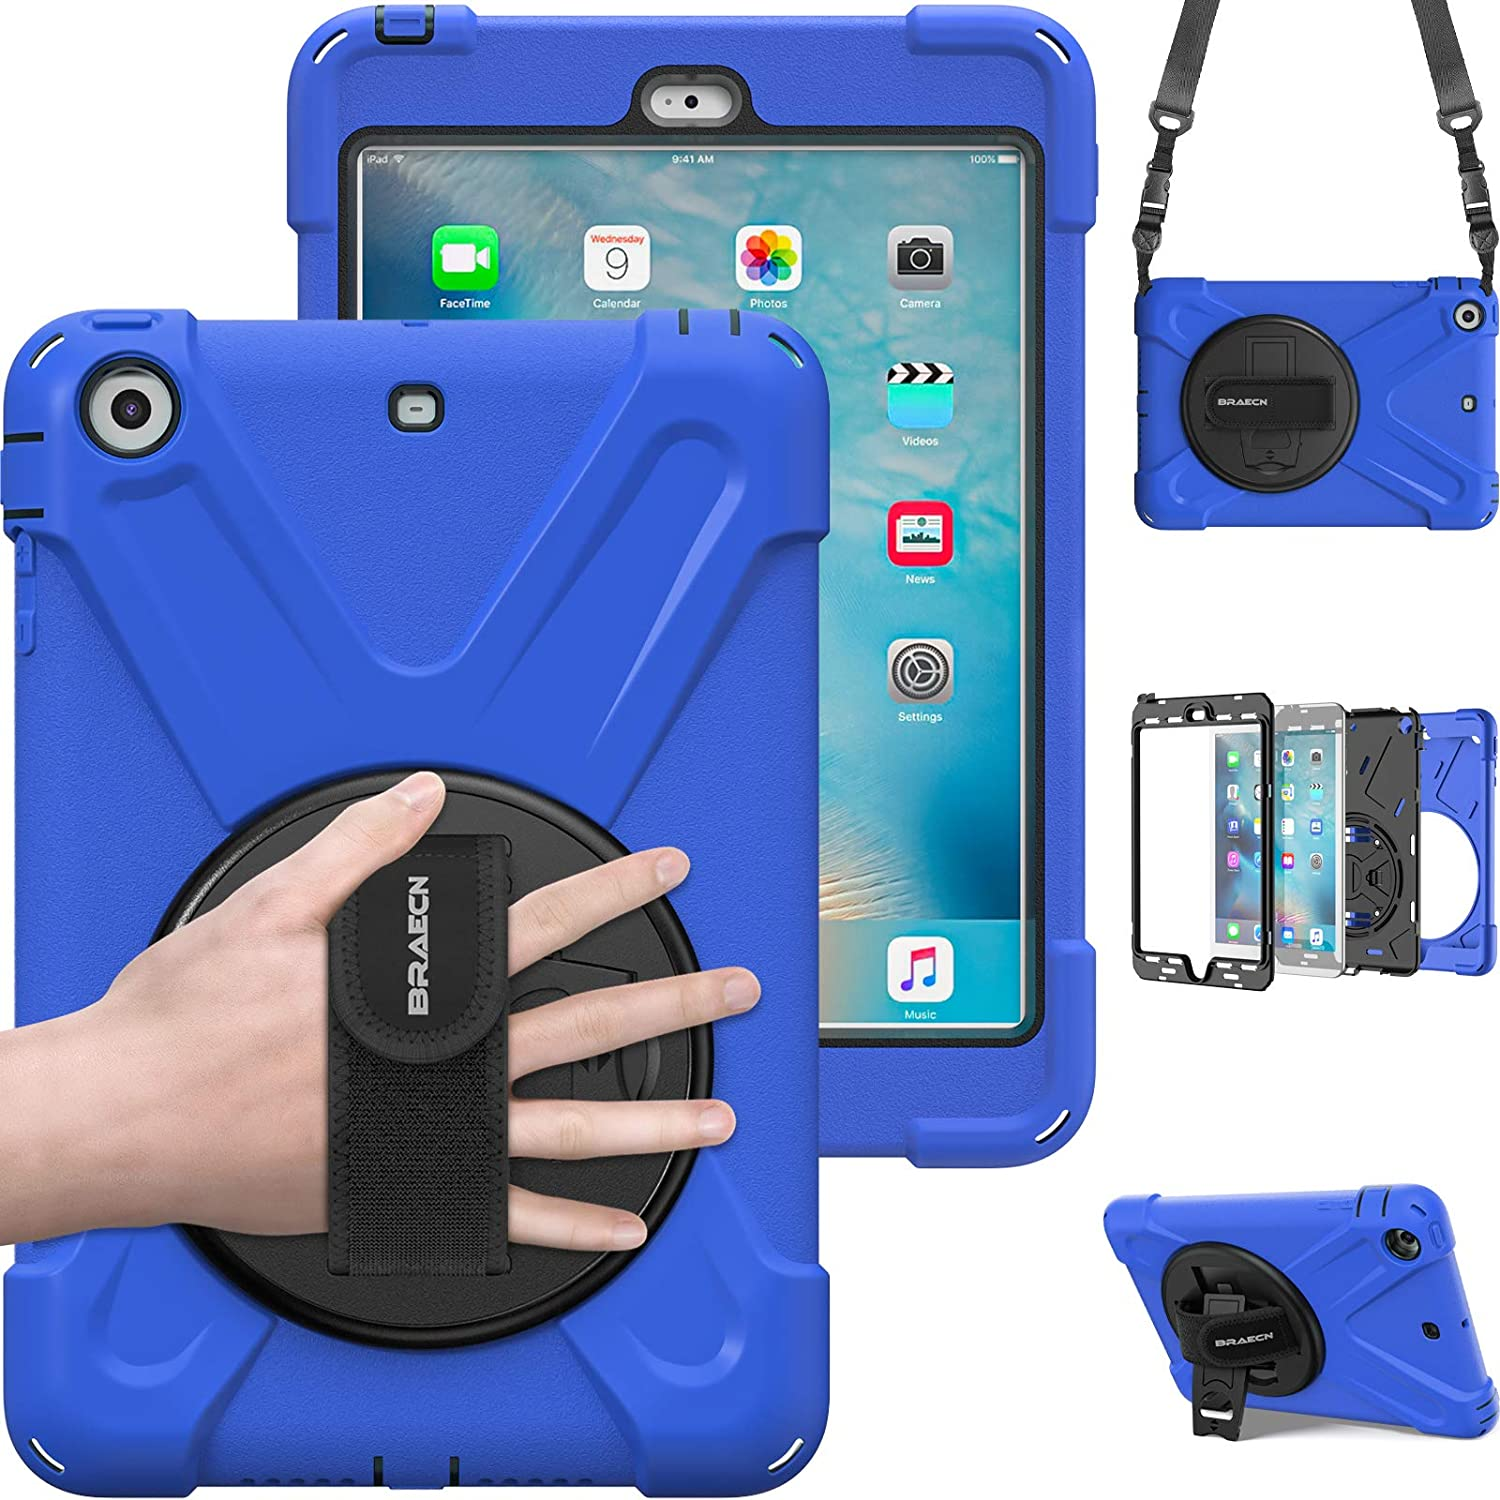 iPad 9:41 AM 100%
FaceTime
Wednesday
9
Calendar
Photos
Camera
Videos
News
Settings
Music
BRAECN
BRAECN
BRAECN